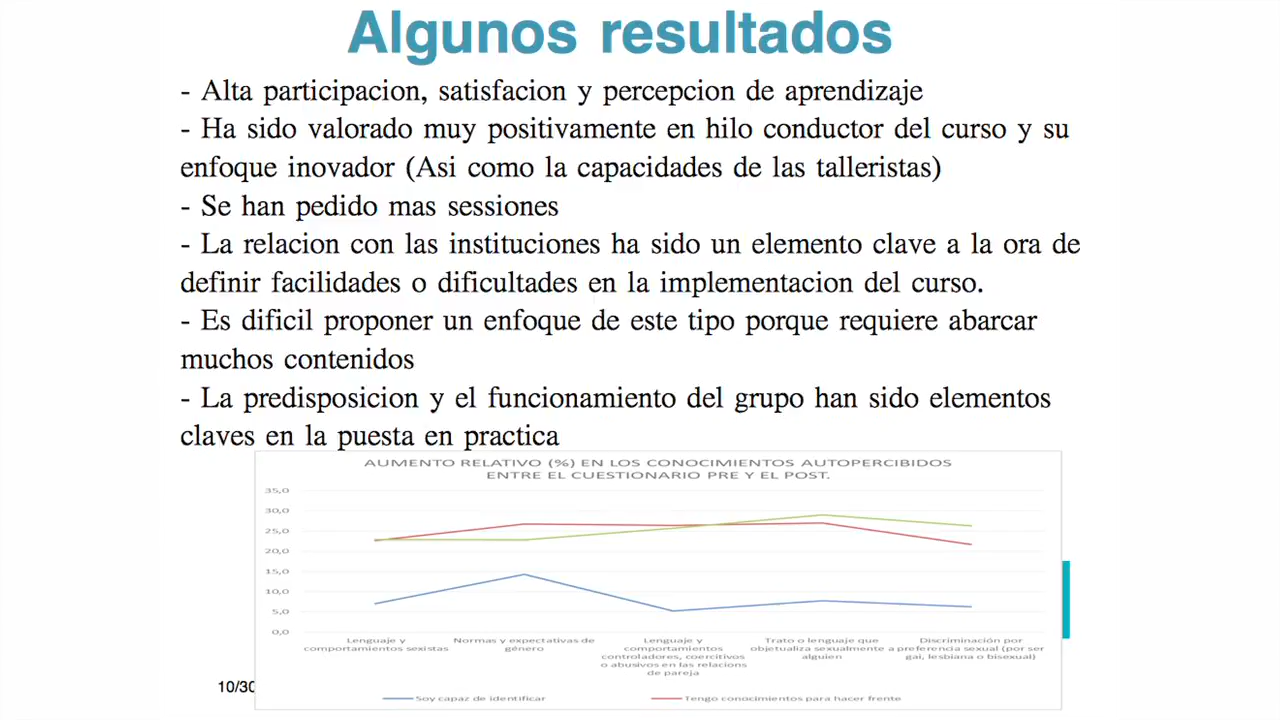 Algunos resultados
- Alta participacion, satisfacion y percepcion de aprendizaje
- Ha sido valorado muy positivamente en hilo conductor del curso y su
enfoque inovador (Asi como la capacidades de las talleristas)
- Se han pedido mas sessiones
- La relacion con las instituciones ha sido un elemento clave a la ora de
definir facilidades o dificultades en la implementacion del curso.
- Es dificil proponer un enfoque de este tipo porque requiere abarcar
muchos contenidos
- La predisposicion y el funcionamiento del grupo han sido elementos
claves en la puesta en practica
AUMENTO RELATIVO (%) EN LOS CONOCIMIENTOS AUTOPERCIBIDOS
ENTRE EL CUESTIONARIO PRE Y EL POST.
35,0
30,0
25,0
20,0
15,0
10,0
5,0
0,0
Lenguaje y
comportamientos sexistas
Normas y expectativas de
género
Lenguaje y
comportamientos
controladores, coercitivos
o abusivos en las relacions
de pareja
Trato o lenguaje que
objetualiza sexualmente a
alguien
Discriminación por
preferencia sexual (por ser
gai, lesbiana o bisexual)
10/30
Soy capaz de identificar
Tengo conocimientos para hacer frente